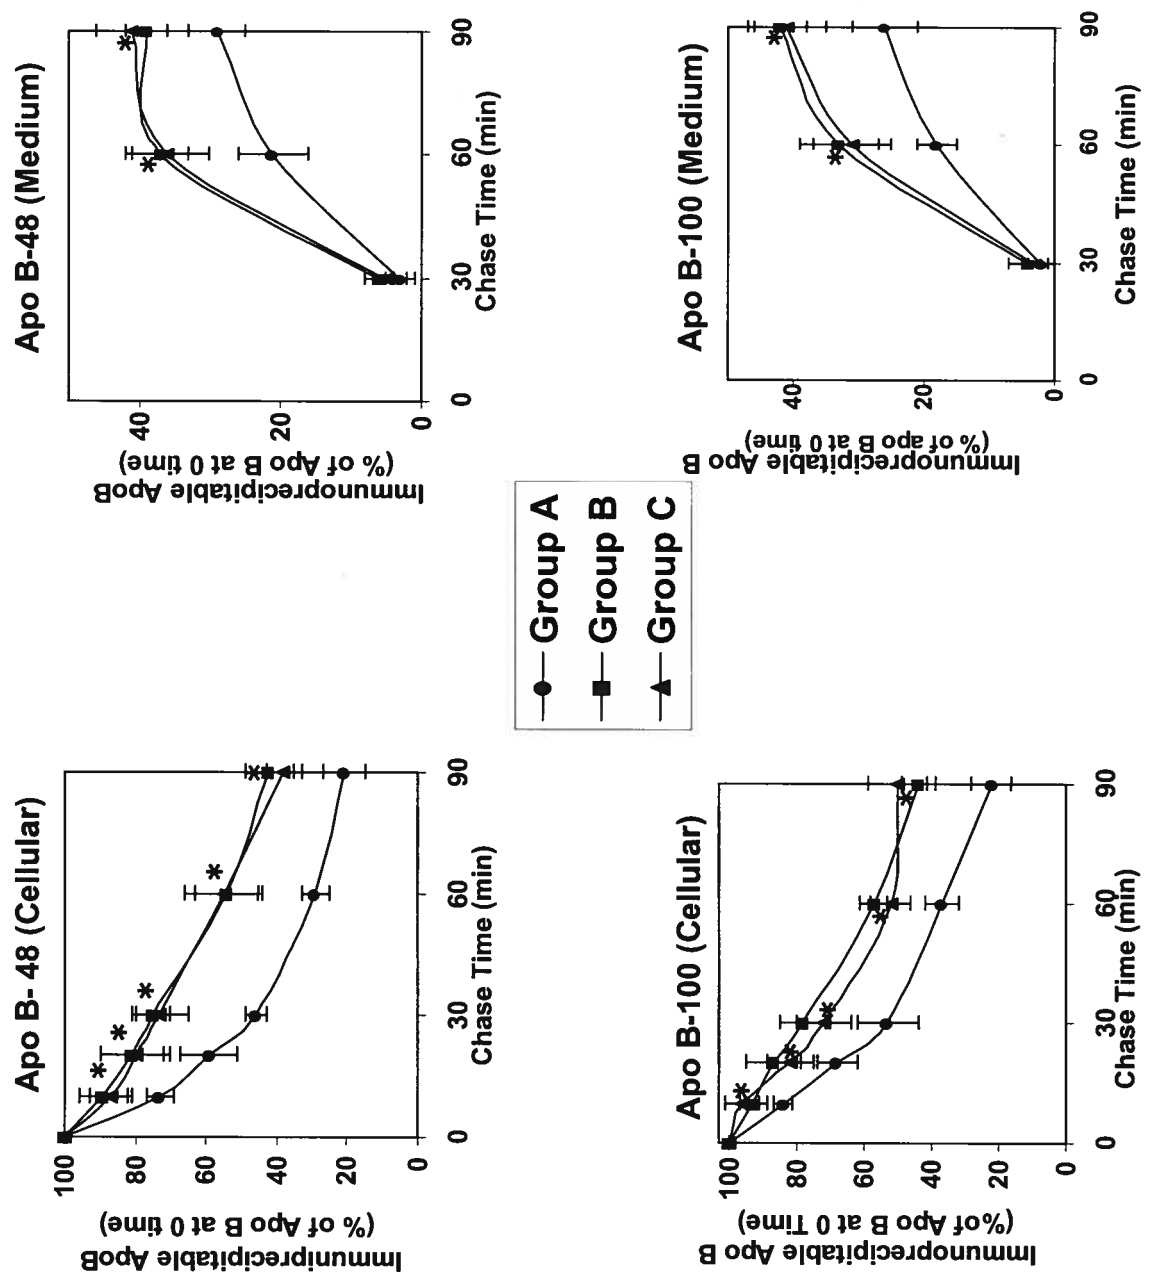 Apo B- 48 (Cellular)
Immuniprecipitable ApoB
(% of Apo B at 0 time)
100
80
60
40
20
0
0
30
60
90
Chase Time (min)
*
*
*
*
*
Apo B-48 (Medium)
Immunoprecipitable ApoB
(% of Apo B at 0 time)
40
20
0
0
30
60
90
Chase Time (min)
*
*
Group A
Group B
Group C
Apo B-100 (Cellular)
Immunoprecipitable Apo B
(%of Apo B at 0 Time)
100
80
60
40
20
0
0
30
60
90
Chase Time (min)
*
*
*
*
*
Apo B-100 (Medium)
Immunoprecipitable Apo B
(% of apo B at 0 time)
40
20
0
0
30
60
90
Chase Time (min)
*
*